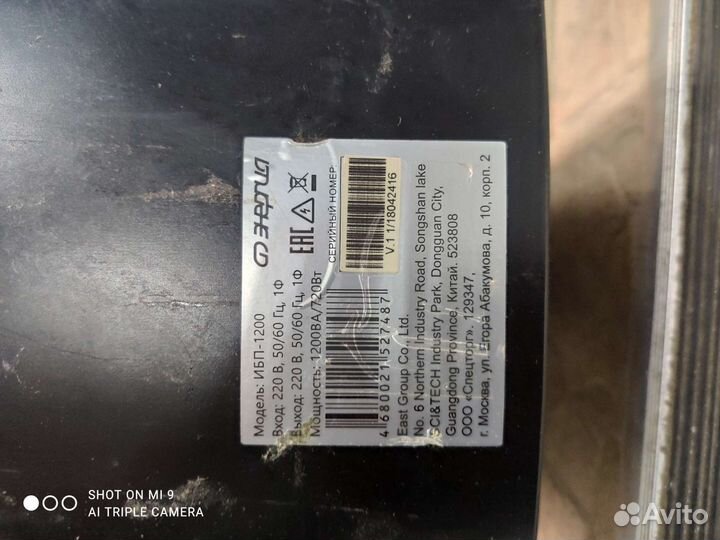 энергия
Модель: ИБП-1200
Вход: 220 В, 50/60 Гц, 1Ф
Выход: 220 В, 50/60 Гц, 1Ф
Мощность: 1200ВА/720Вт
EAC
СЕРИЙНЫЙ НОМЕР
V.1 1/18042416
4 680021 527487
East Group Co., Ltd.
No. 6 Northern Industry Road, Songshan lake
SCI&TECH Industry Park, Dongguan City,
Guangdong Province, Китай. 523808
ООО «Спецторг». 129347,
г. Москва, ул. Егора Абакумова, д. 10, корп. 2
SHOT ON MI 9
AI TRIPLE CAMERA
Avito